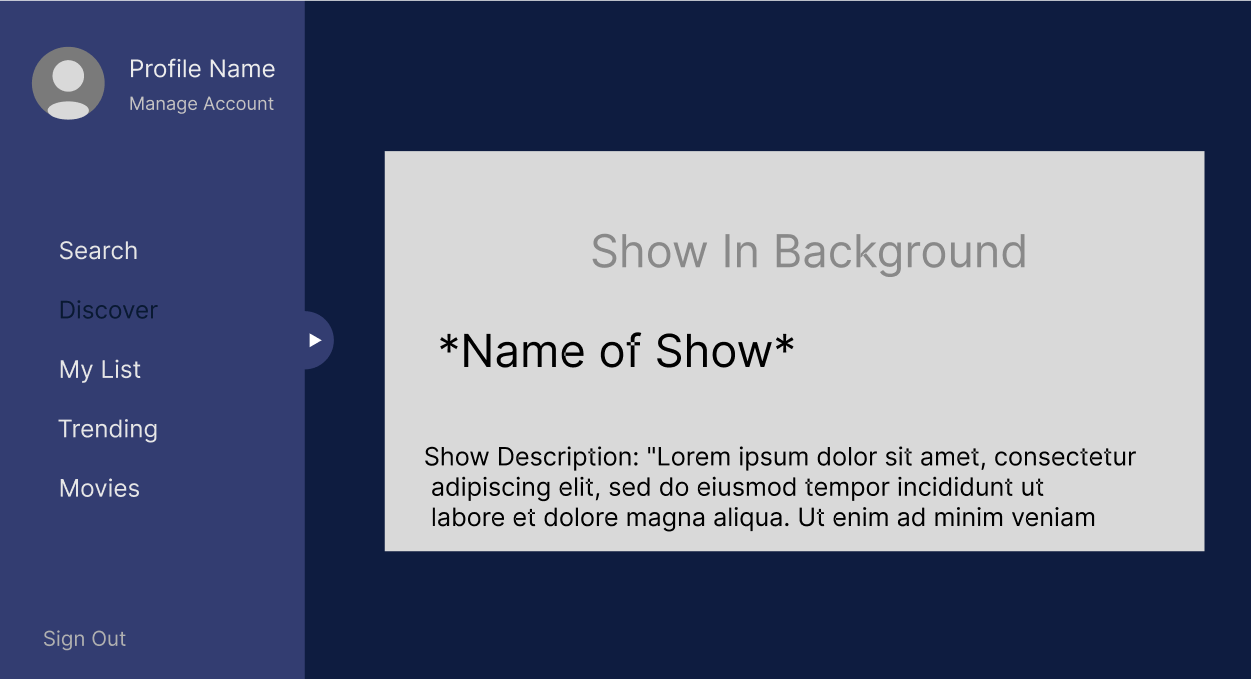 Profile Name
Manage Account
Search
Discover
My List
Trending
Movies
Sign Out
Show In Background
*Name of Show*
Show Description: "Lorem ipsum dolor sit amet, consectetur
adipiscing elit, sed do eiusmod tempor incididunt ut
labore et dolore magna aliqua. Ut enim ad minim veniam